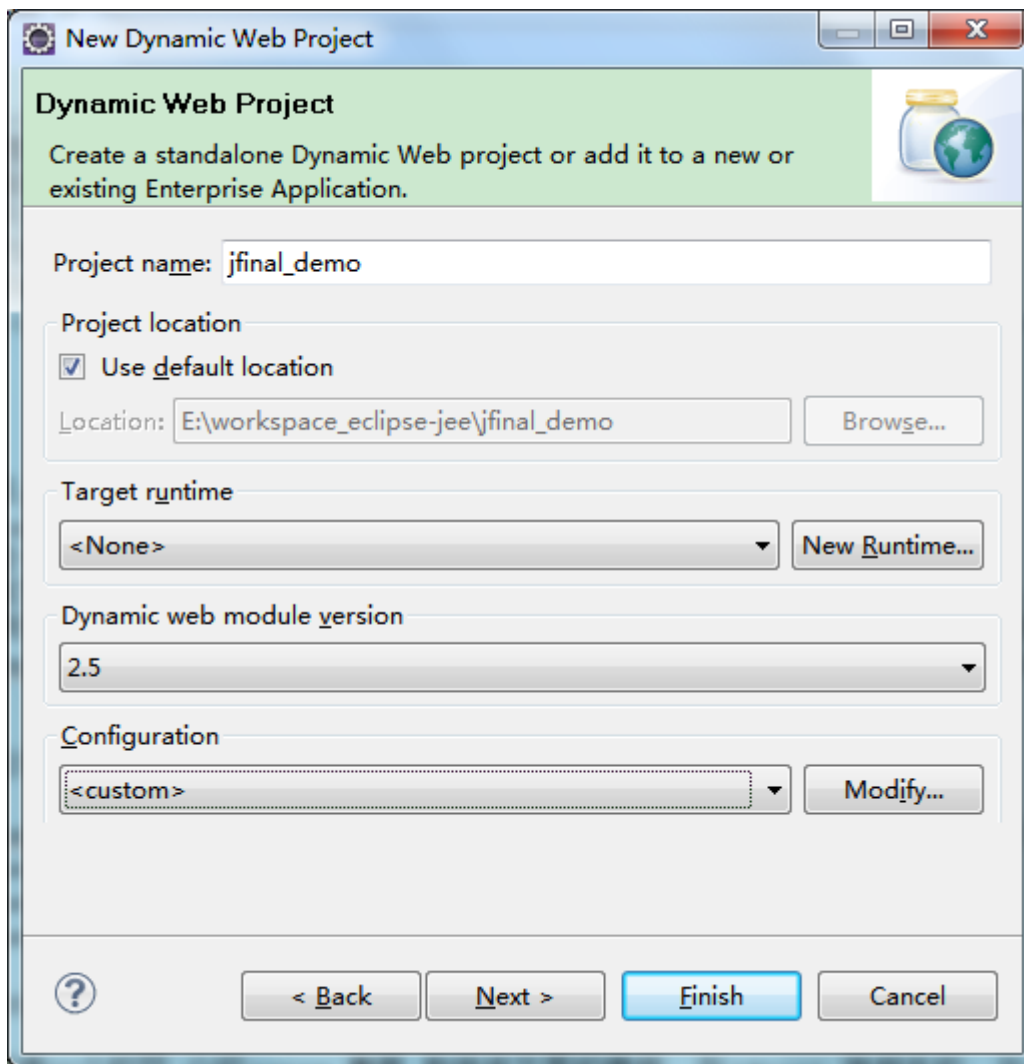 New Dynamic Web Project
Dynamic Web Project
Create a standalone Dynamic Web project or add it to a new or
existing Enterprise Application.
Project name: jfinal_demo
Project location
Use default location
Location: E:\workspace_eclipse-jee\jfinal_demo Browse...
Target runtime
<None> New Runtime...
Dynamic web module version
2.5
Configuration
<custom> Modify...
? < Back Next > Finish Cancel